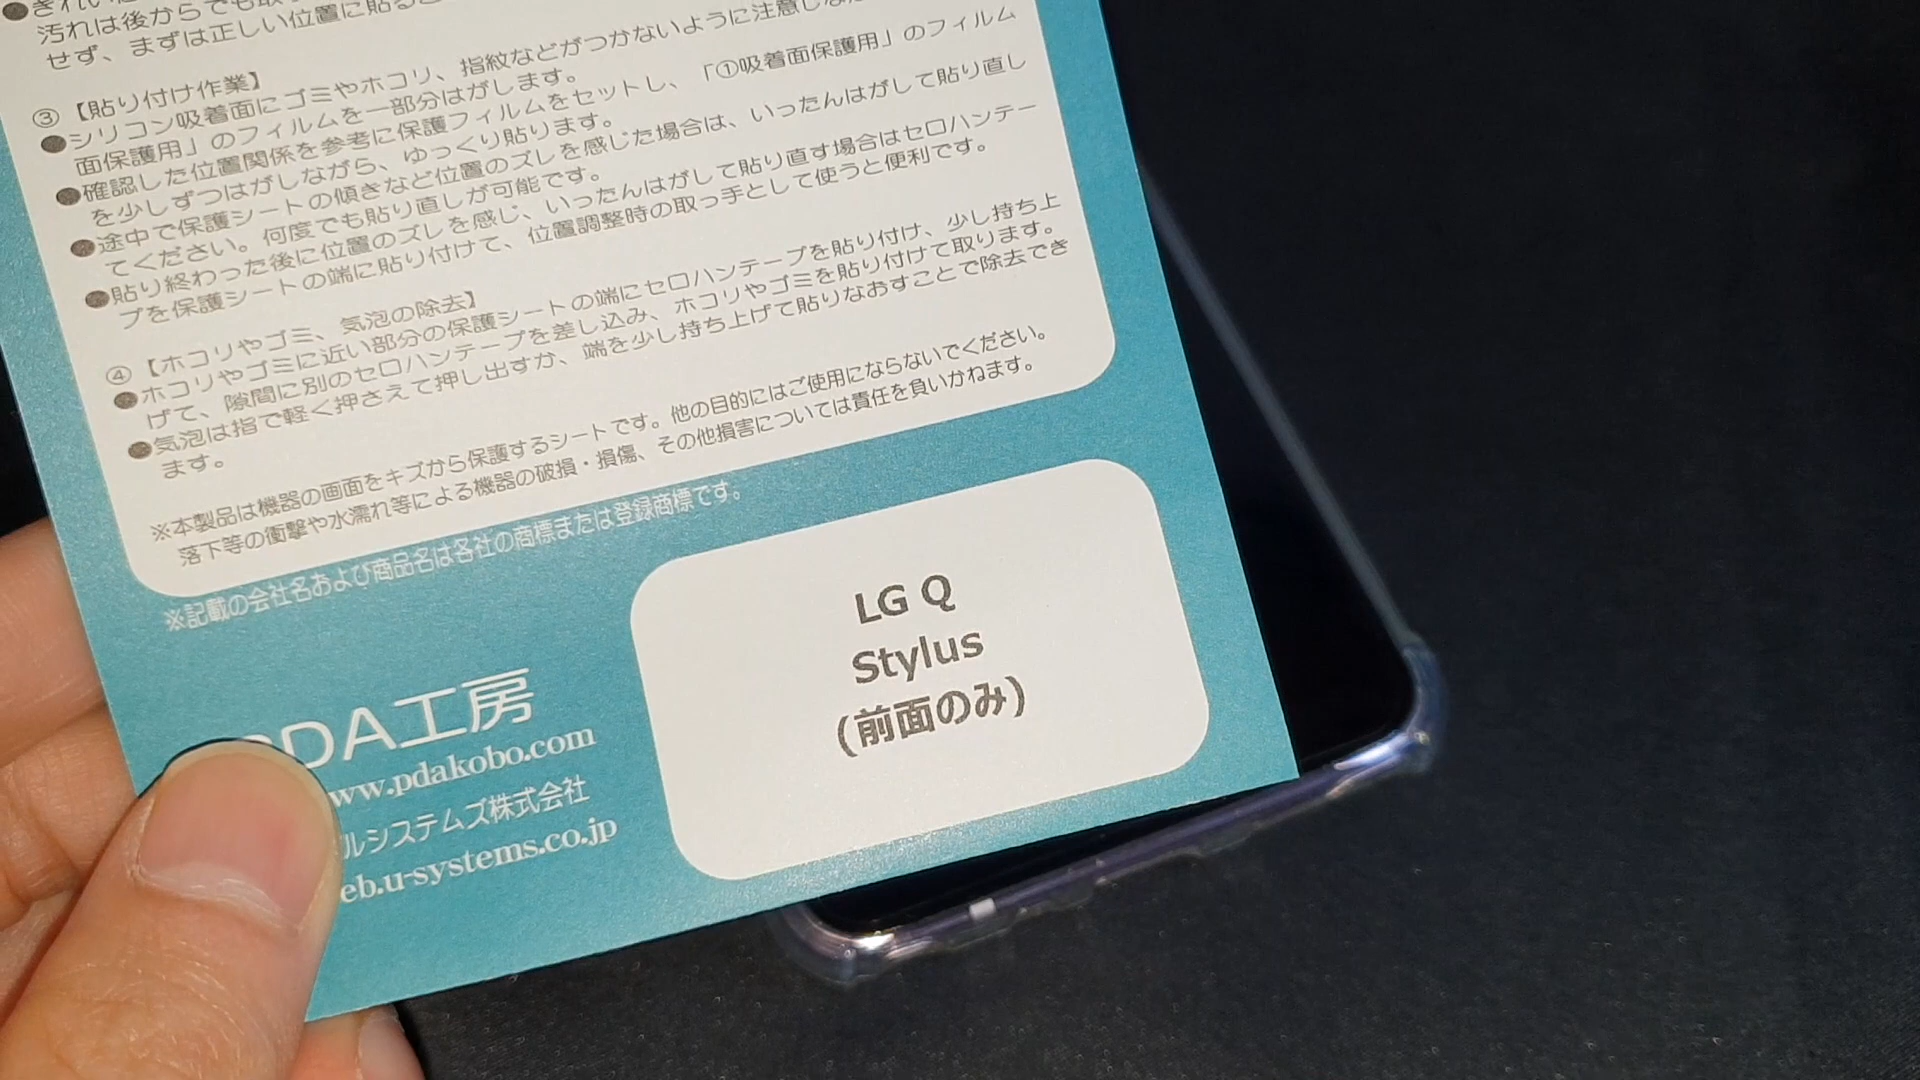 汚れは後からでも取
せず、まずは正しい位置に貼る
③【貼り付け作業】
●シリコン吸着面にゴミやホコリ、指紋などがつかないように注意しな
面保護用」のフィルムを一部分はがします。
●確認した位置関係を参考に保護フィルムをセットし、「①吸着面保護用」のフィルム
を少しずつはがしながら、ゆっくり貼ります。
●途中で保護シートの傾きなど位置のズレを感じた場合は、いったんはがして貼り直し
てください。何度でも貼り直しが可能です。
●貼り終わった後に位置のズレを感じ、いったんはがして貼り直す場合はセロハンテー
プを保護シートの端に貼り付けて、位置調整時の取っ手として使うと便利です。
④【ホコリやゴミ、気泡の除去】
●ホコリやゴミに近い部分の保護シートの端にセロハンテープを貼り付け、少し持ち上
げて、隙間に別のセロハンテープを差し込み、ホコリやゴミを貼り付けて取ります。
●気泡は指で軽く押さえて押し出すか、端を少し持ち上げて貼りなおすことで除去でき
ます。
※本製品は機器の画面をキズから保護するシートです。他の目的にはご使用にならないでください。
落下等の衝撃や水濡れ等による機器の破損・損傷、その他損害については責任を負いかねます。
※記載の会社名および商品名は各社の商標または登録商標です。
PDA工房
www.pdakobo.com
ルシステムズ株式会社
eb.u-systems.co.jp
LG Q
Stylus
(前面のみ)